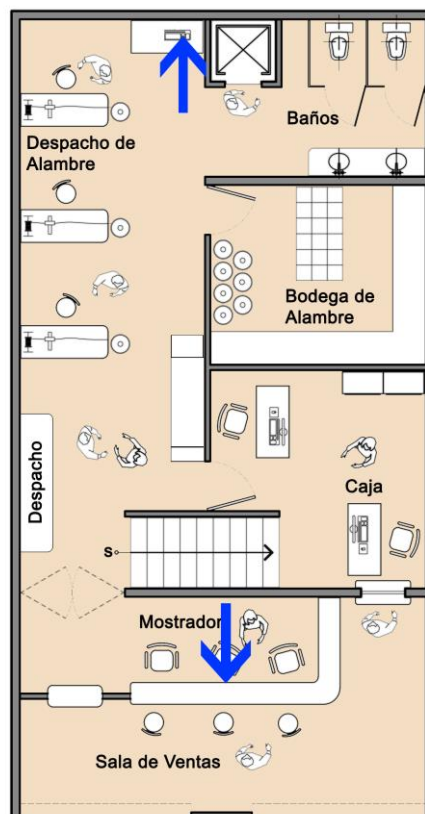 Despacho de
Alambre
Baños
Bodega de
Alambre
Despacho
Caja
S
Mostrador
Sala de Ventas